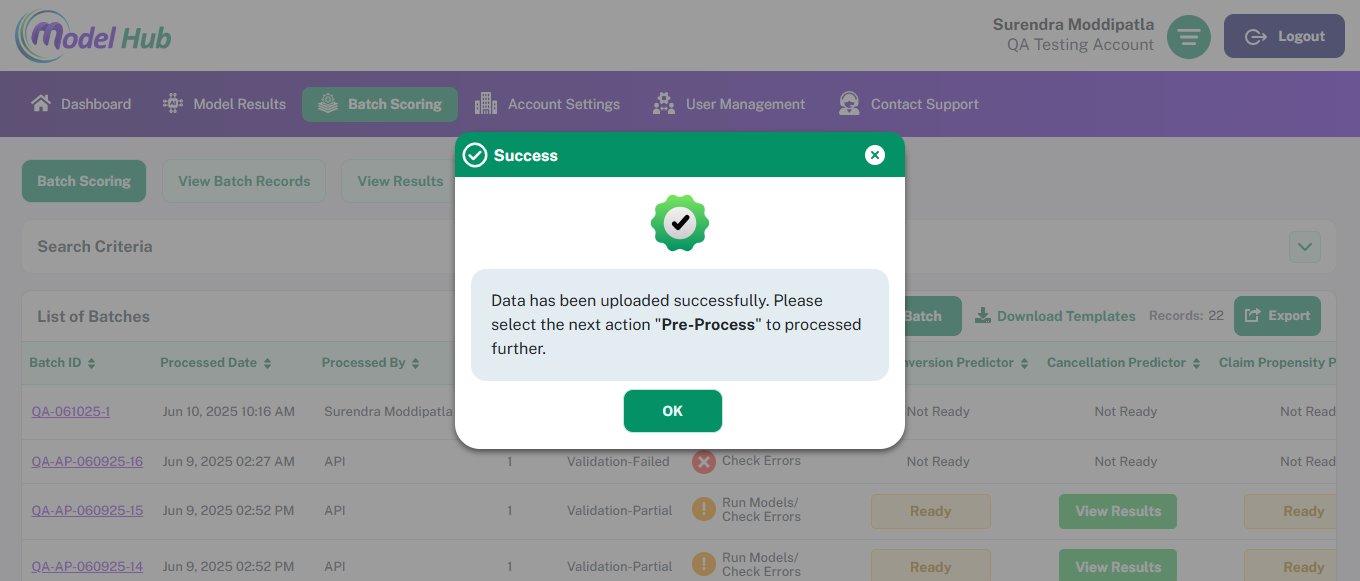 Model Hub
Surendra Moddipatla
QA Testing Account
Logout
Dashboard
Model Results
Batch Scoring
Account Settings
User Management
Contact Support
Success
Batch Scoring
View Batch Records
View Results
Search Criteria
Data has been uploaded successfully. Please
select the next action "Pre-Process" to processed
further.
OK
List of Batches
Batch
Download Templates
Records: 22
Export
Batch ID
Processed Date
Processed By
nversion Predictor
Cancellation Predictor
Claim Propensity P
QA-061025-1
Jun 10, 2025 10:16 AM
Surendra Moddipatla
Not Ready
Not Ready
Not Read
QA-AP-060925-16
Jun 9, 2025 02:27 AM
API
1
Validation-Failed
Check Errors
Not Ready
Not Ready
Not Read
QA-AP-060925-15
Jun 9, 2025 02:52 PM
API
1
Validation-Partial
Run Models/
Check Errors
Ready
View Results
Ready
QA-AP-060925-14
Jun 9, 2025 02:52 PM
API
1
Validation-Partial
Run Models/
Check Errors
Ready
View Results
Ready